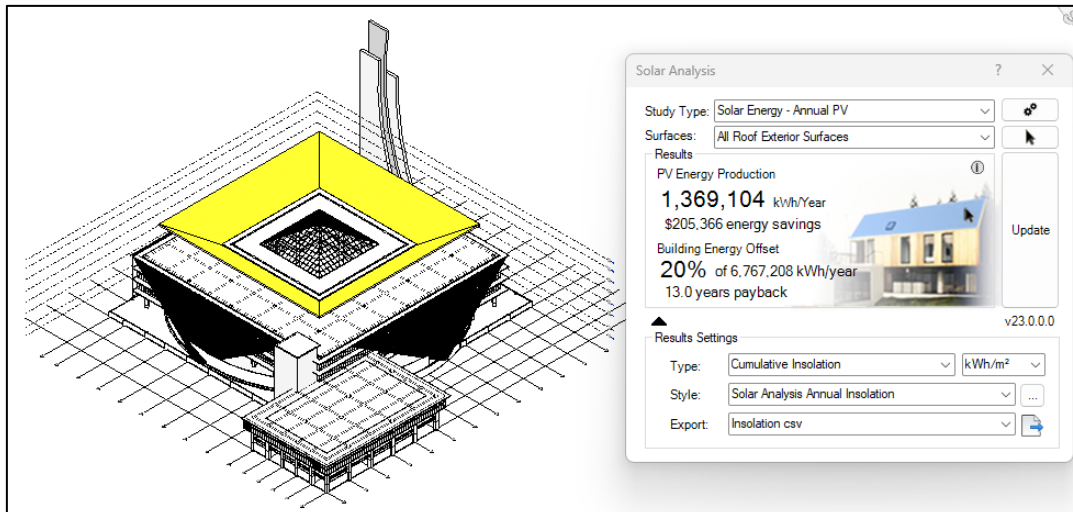 Solar Analysis ?
Study Type: Solar Energy - Annual PV
Surfaces: All Roof Exterior Surfaces
Results
PV Energy Production
1,369,104 kWh/Year
$205,366 energy savings
Building Energy Offset
20% of 6,767,208 kWh/year
13.0 years payback
Update
v23.0.0.0
Results Settings
Type: Cumulative Insolation kWh/m²
Style: Solar Analysis Annual Insolation ...
Export: Insolation csv